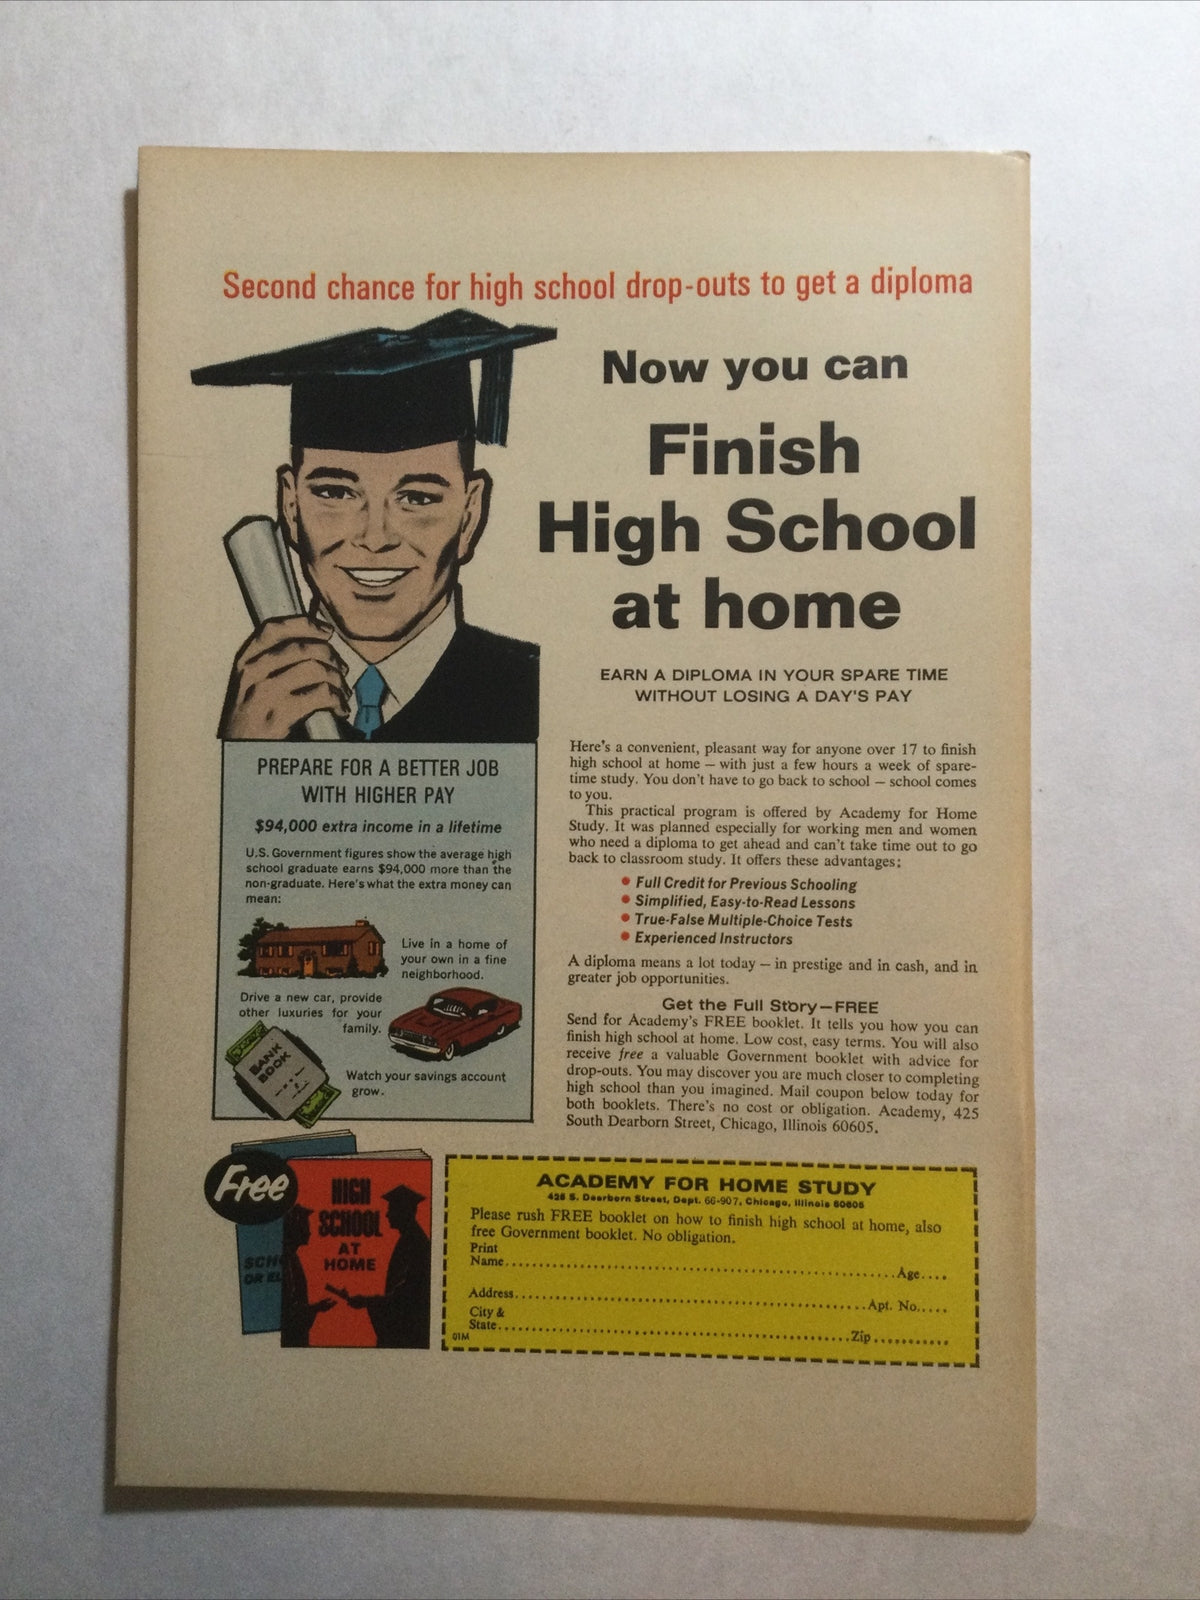 Second chance for high school drop-outs to get a diploma
Now you can
Finish
High School
at home
EARN A DIPLOMA IN YOUR SPARE TIME
WITHOUT LOSING A DAY'S PAY
PREPARE FOR A BETTER JOB
WITH HIGHER PAY
$94,000 extra income in a lifetime
U.S. Government figures show the average high
school graduate earns $94,000 more than the
non-graduate. Here's what the extra money can
mean:
Live in a home of
your own in a fine
neighborhood.
Drive a new car, provide
other luxuries for your
family.
BANK
BOOK
Watch your savings account
grow.
Here's a convenient, pleasant way for anyone over 17 to finish
high school at home – with just a few hours a week of spare-
time study. You don't have to go back to school – school comes
to you.
This practical program is offered by Academy for Home
Study. It was planned especially for working men and women
who need a diploma to get ahead and can't take time out to go
back to classroom study. It offers these advantages:
• Full Credit for Previous Schooling
• Simplified, Easy-to-Read Lessons
• True-False Multiple-Choice Tests
• Experienced Instructors
A diploma means a lot today – in prestige and in cash, and in
greater job opportunities.
Get the Full Story–FREE
Send for Academy's FREE booklet. It tells you how you can
finish high school at home. Low cost, easy terms. You will also
receive free a valuable Government booklet with advice for
drop-outs. You may discover you are much closer to completing
high school than you imagined. Mail coupon below today for
both booklets. There's no cost or obligation. Academy, 425
South Dearborn Street, Chicago, Illinois 60605.
Free
HIGH
SCHOOL
AT
HOME
SCH
OR EL
ACADEMY FOR HOME STUDY
425 S. Dearborn Street, Dept. 66-907, Chicago, Illinois 60605
Please rush FREE booklet on how to finish high school at home, also
free Government booklet. No obligation.
Print
Name.......... Age....
Address.......... Apt. No.....
City &
State.......... Zip..........
01M